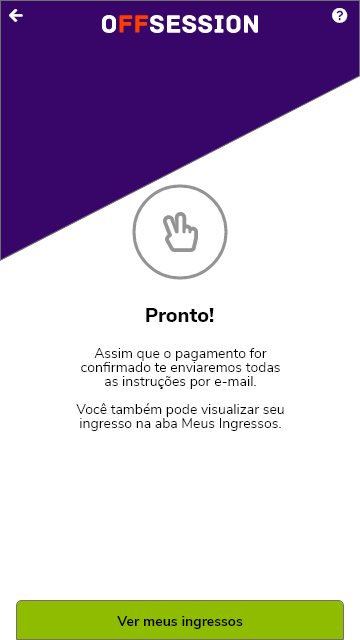 OFFSESSION
?
Pronto!
Assim que o pagamento for
confirmado te enviaremos todas
as instruções por e-mail.
Você também pode visualizar seu
ingresso na aba Meus Ingressos.
Ver meus ingressos